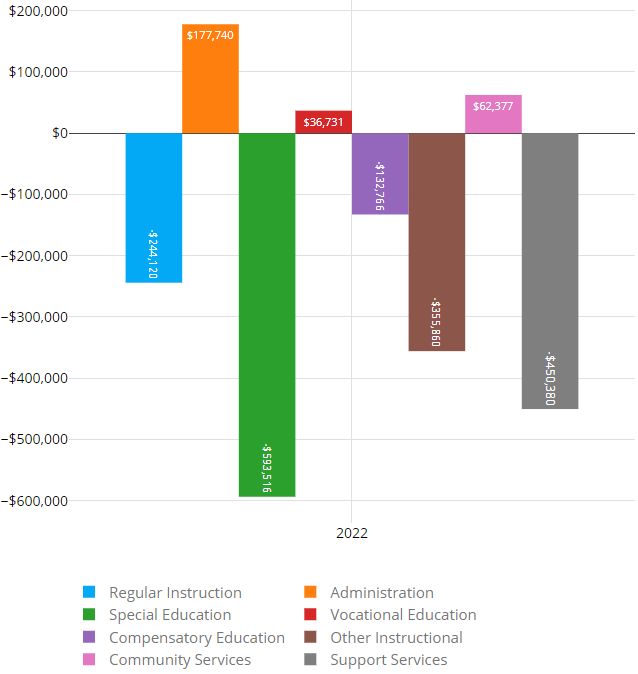 $200,000
$177,740
$100,000
$62,377
$36,731
$0
-$132,766
−$100,000
−$200,000
-$244,120
−$300,000
-$355,860
−$400,000
-$450,380
−$500,000
-$593,516
−$600,000
2022
Regular Instruction
Administration
Special Education
Vocational Education
Compensatory Education
Other Instructional
Community Services
Support Services